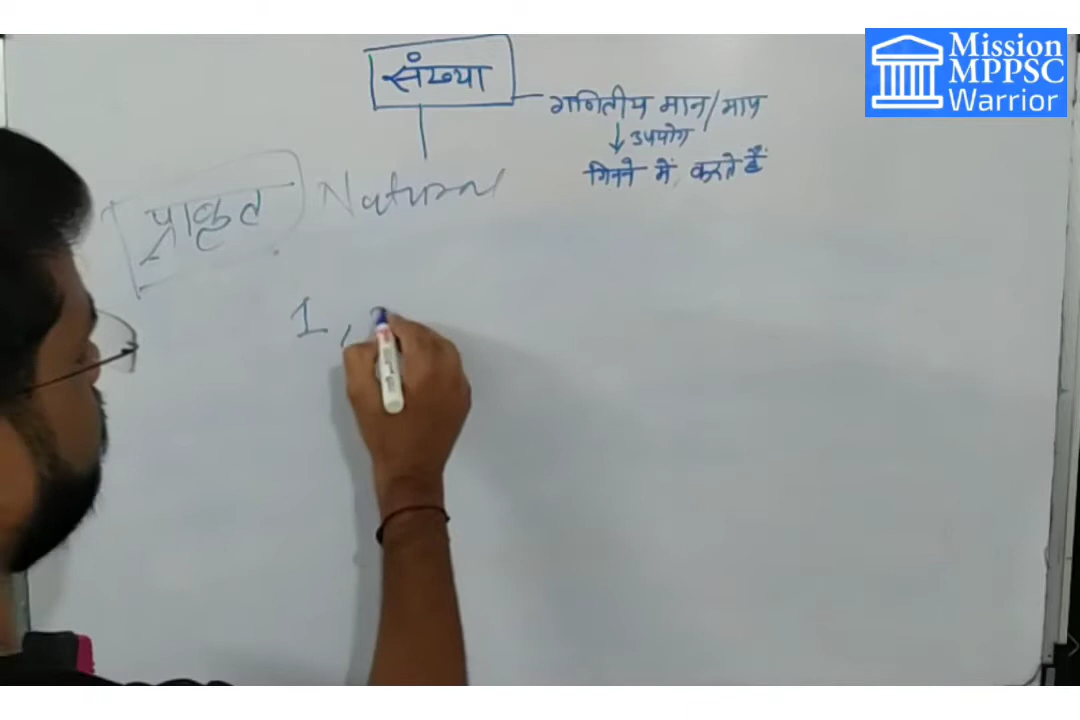 संख्या
गणितीय मान/माप
↓ उपयोग
गिनने में करते हैं
प्राकृत Natural
1,
Mission
MPPSC
Warrior